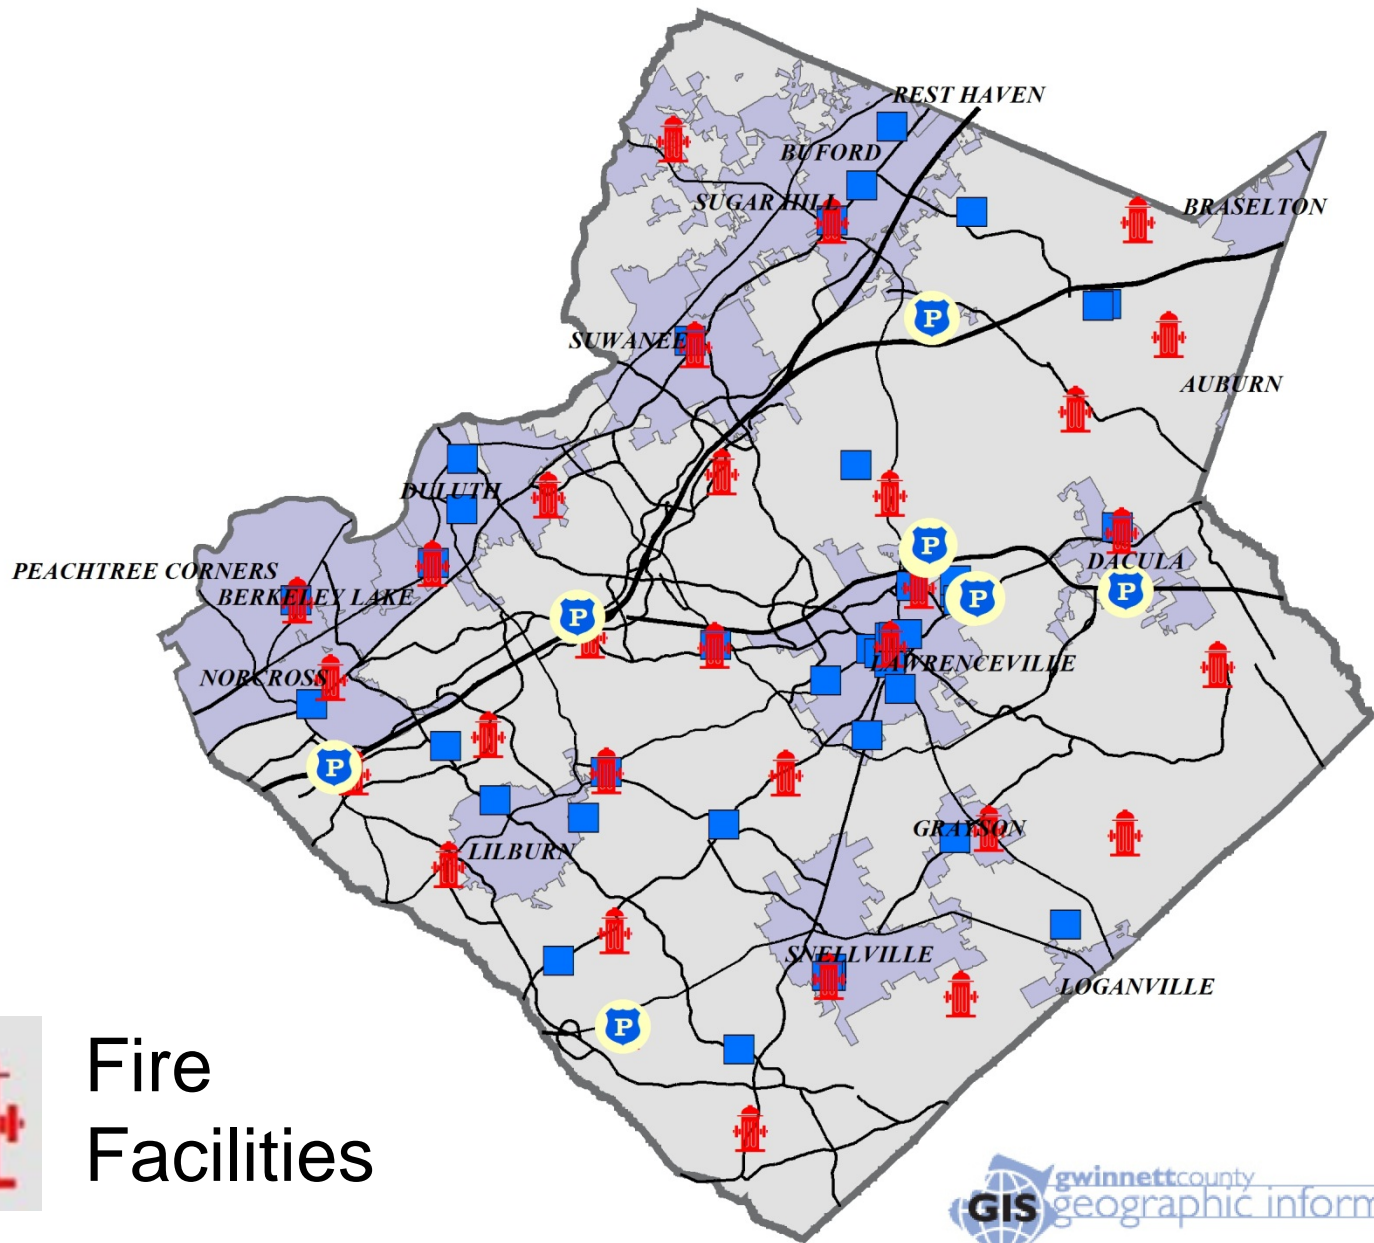 REST HAVEN
BUFORD
SUGAR HILL
BRASELTON
P
SUWANEE
AUBURN
DULUTH
P
DACULA
PEACHTREE CORNERS
BERKELEY LAKE
P
P
P
LAWRENCEVILLE
NORCROSS
P
GRAYSON
LILBURN
SNELLVILLE
LOGANVILLE
P
Fire
Facilities
gwinnettcounty
GIS geographic inform